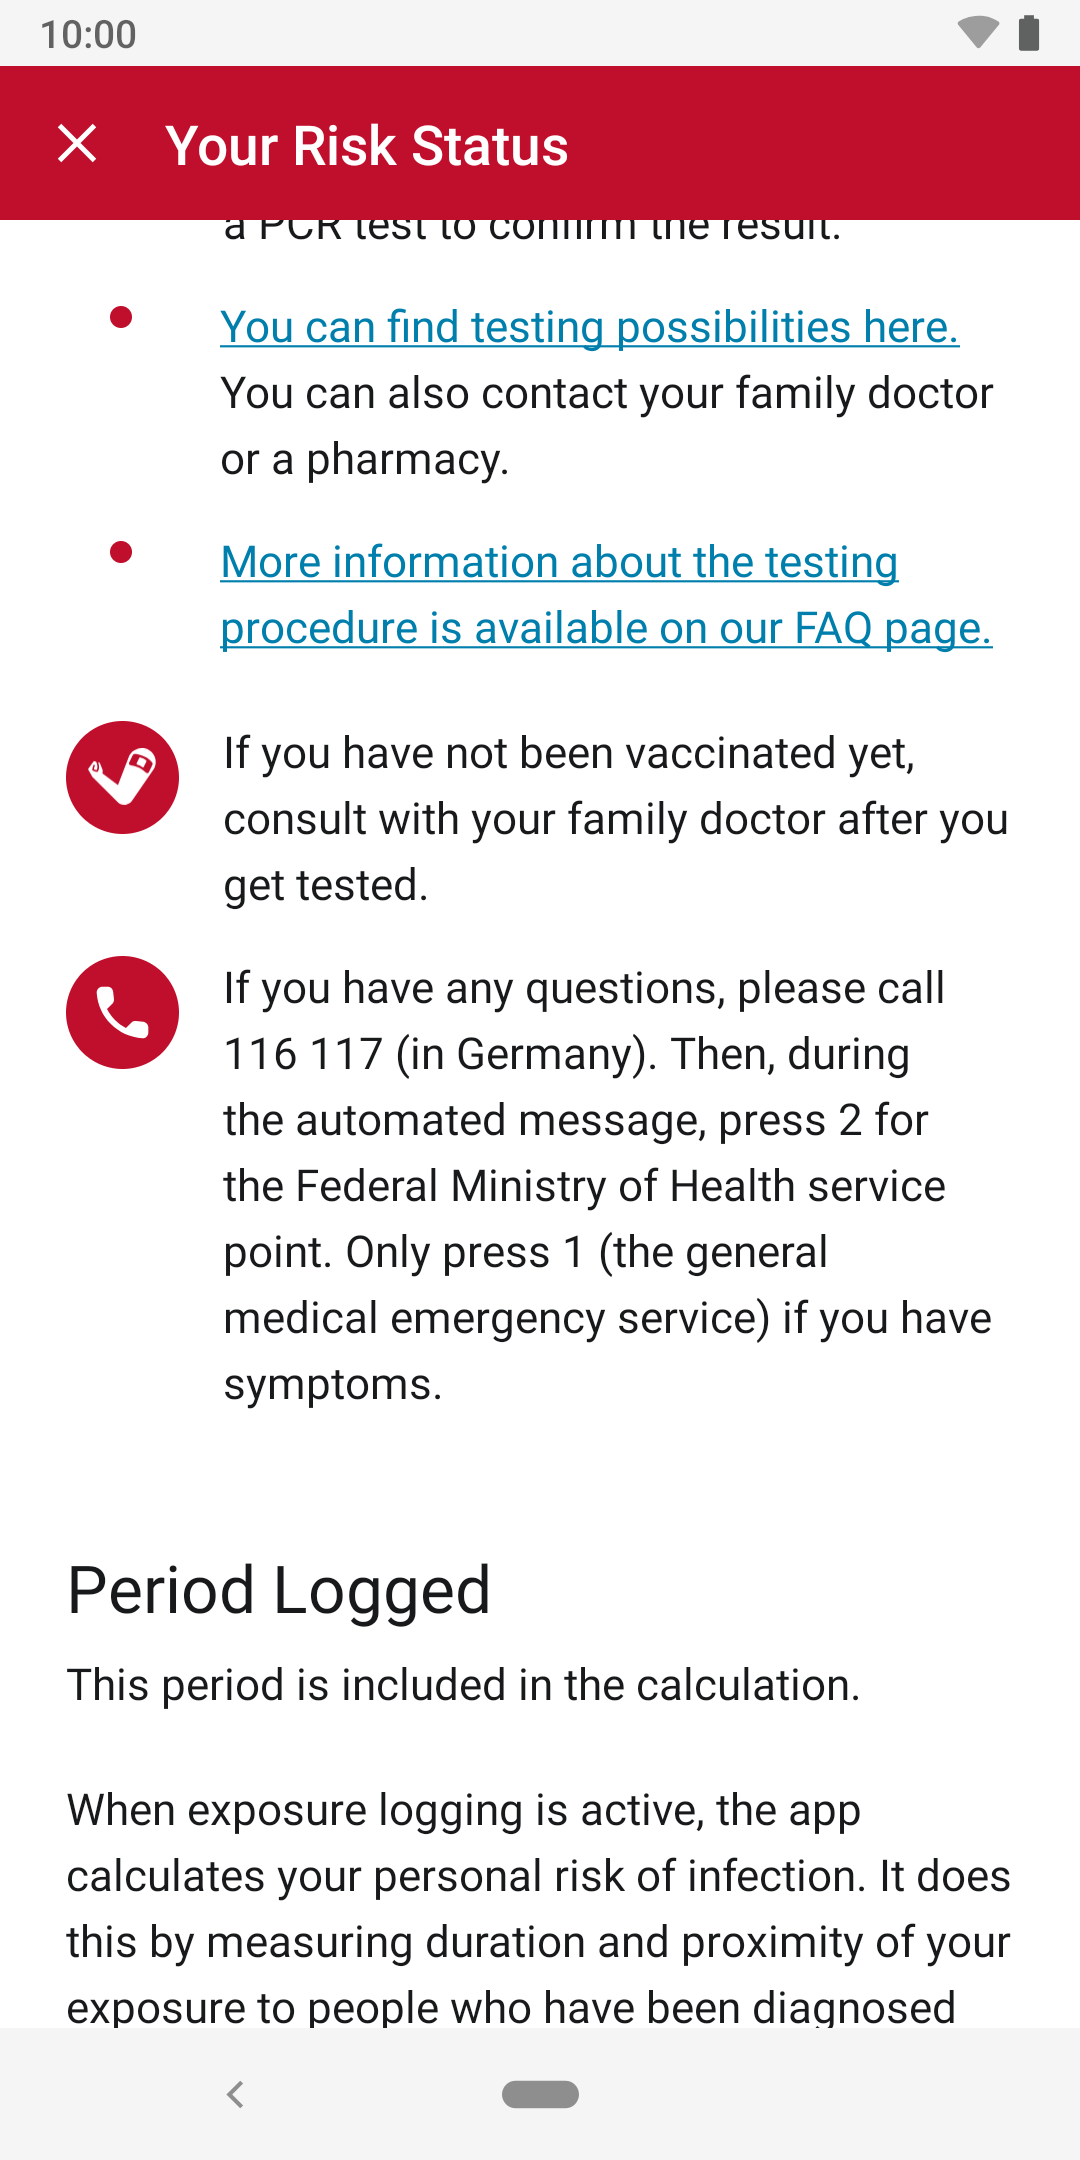 10:00
Your Risk Status
a PCR test to confirm the result.
You can find testing possibilities here.
You can also contact your family doctor
or a pharmacy.
More information about the testing
procedure is available on our FAQ page.
If you have not been vaccinated yet,
consult with your family doctor after you
get tested.
If you have any questions, please call
116 117 (in Germany). Then, during
the automated message, press 2 for
the Federal Ministry of Health service
point. Only press 1 (the general
medical emergency service) if you have
symptoms.
Period Logged
This period is included in the calculation.
When exposure logging is active, the app
calculates your personal risk of infection. It does
this by measuring duration and proximity of your
exposure to people who have been diagnosed